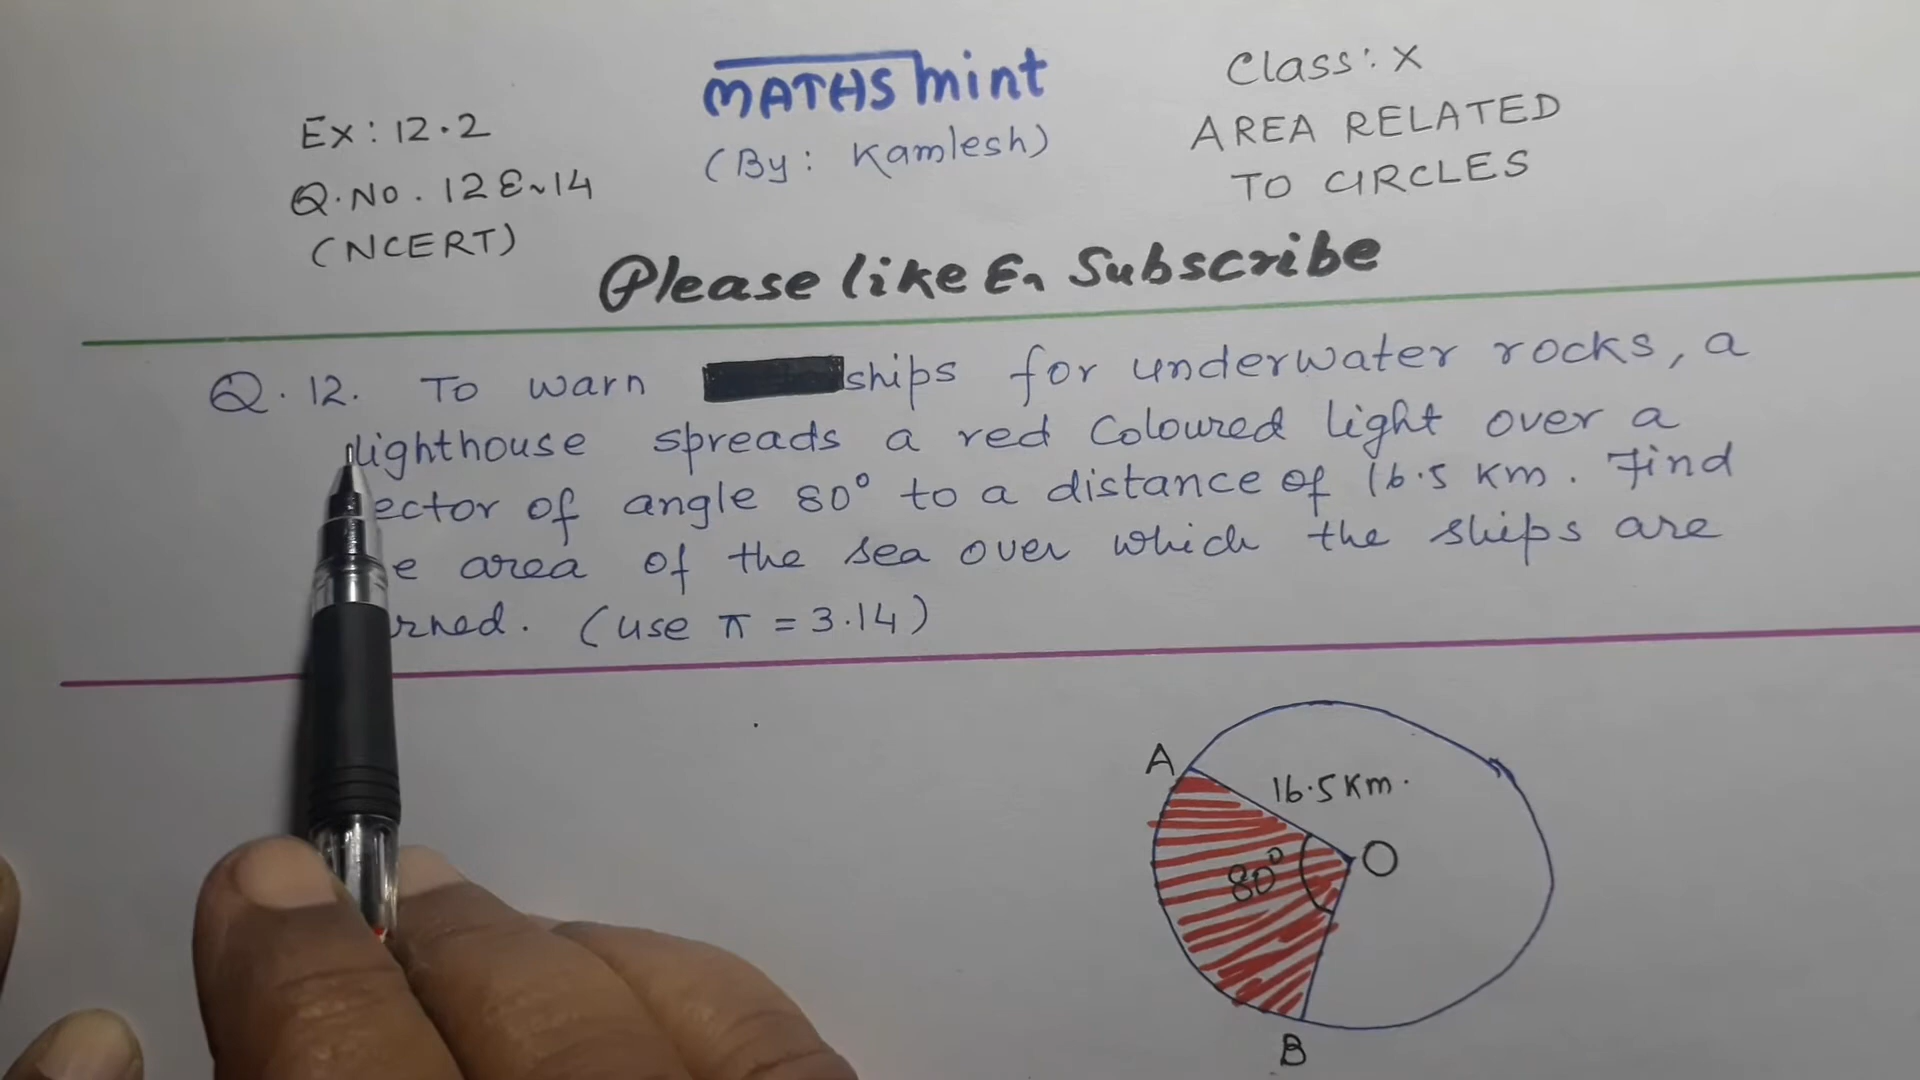 MATHS mint
(By: Kamlesh)
Class: X
AREA RELATED
TO CIRCLES
Ex: 12.2
Q.No. 12 & 14
(NCERT)
Please like & Subscribe
Q.12. To warn ships for underwater rocks, a
lighthouse spreads a red Coloured light over a
ector of angle 80° to a distance of 16.5 Km. Find
e area of the sea over which the ships are
rned. (use π = 3.14)
A
16.5 Km.
80°
O
B